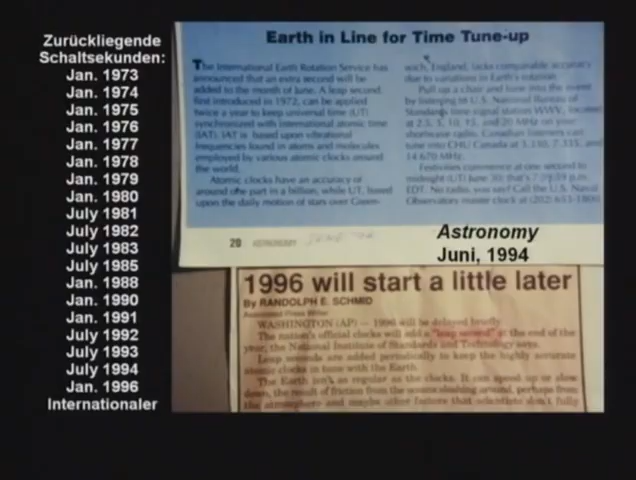 Zurückliegende
Schaltsekunden:
Jan. 1973
Jan. 1974
Jan. 1975
Jan. 1976
Jan. 1977
Jan. 1978
Jan. 1979
Jan. 1980
July 1981
July 1982
July 1983
July 1985
Jan. 1988
Jan. 1990
Jan. 1991
July 1992
July 1993
July 1994
Jan. 1996
Internationaler
Earth in Line for Time Tune-up
The International Earth Rotation Service has
announced that an extra second will be
added to the month of June. A leap second,
first introduced in 1972, can be applied
twice a year to keep universal time (UT)
synchronized with international atomic time
(IAT). IAT is based upon vibrational
frequencies found in atoms and molecules
employed by various atomic clocks around
the world.
Atomic clocks have an accuracy of
around one part in a billion, while UT, based
upon the daily motion of stars over Green-
wich, England, lacks comparable accuracy
due to variations in Earth's rotation.
Pull up a chair and tune into the event
by listening to U.S. National Bureau of
Standards time signal station WWV,
at 2.5, 5, 10, 15, and 20 MHz on your
shortwave radio. Canadian listeners can
tune into CHU Canada at 3.330, 7.335, and
14.670 MHz.
Festivities commence at one second to
midnight (UT) June 30; that's 7:59:59 p.m.
EDT. No radio, you say? Call the U.S. Naval
Observatory master clock at (202) 653-1800
20 ASTRONOMY
Astronomy
Juni, 1994
1996 will start a little later
By RANDOLPH E. SCHMID
Associated Press Writer
WASHINGTON (AP) — 1996 will be delayed briefly.
The nation's official clocks will add a "leap second" at the end of the
year, the National Institute of Standards and Technology says.
Leap seconds are added periodically to keep the highly accurate
atomic clocks in tune with the Earth.
The Earth isn't as regular as the clocks. It can speed up or slow
down, the result of friction from the oceans sloshing around, perhaps from
the atmosphere and maybe other factors that scientists don't fully